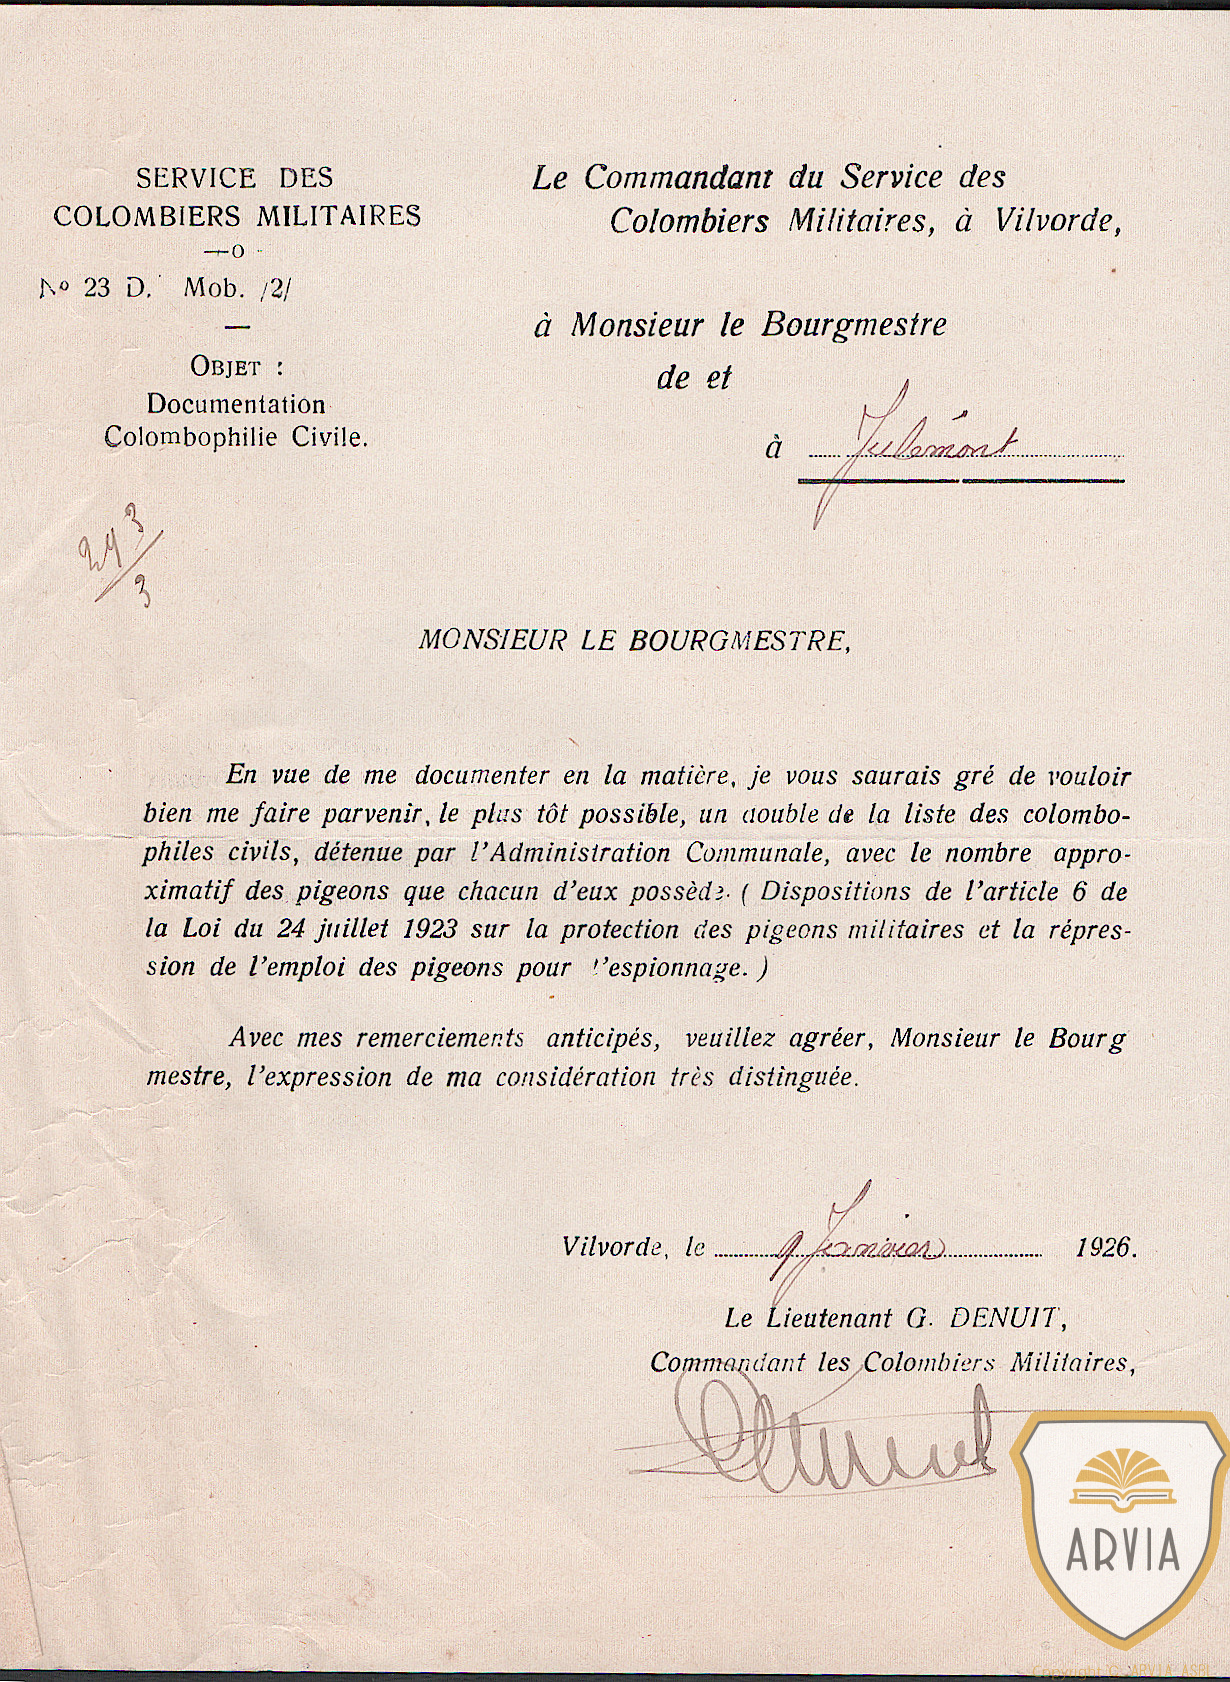 SERVICE DES
COLOMBIERS MILITAIRES
—o
No 23 D. Mob. /2/
OBJET :
Documentation
Colombophilie Civile.
Le Commandant du Service des
Colombiers Militaires, à Vilvorde,
à Monsieur le Bourgmestre
de et
à Julémont
3
MONSIEUR LE BOURGMESTRE,
En vue de me documenter en la matière, je vous saurais gré de vouloir
bien me faire parvenir, le plus tôt possible, un double de la liste des colombo-
philes civils, détenue par l'Administration Communale, avec le nombre appro-
ximatif des pigeons que chacun d'eux possède. ( Dispositions de l'article 6 de
la Loi du 24 juillet 1923 sur la protection des pigeons militaires et la répres-
sion de l'emploi des pigeons pour l'espionnage. )
Avec mes remerciements anticipés, veuillez agréer, Monsieur le Bourg
mestre, l'expression de ma considération très distinguée.
Vilvorde, le Janvier 1926.
Le Lieutenant G. DENUIT,
Commandant les Colombiers Militaires,
ARVIA
Copyright © ARVIA ASBL